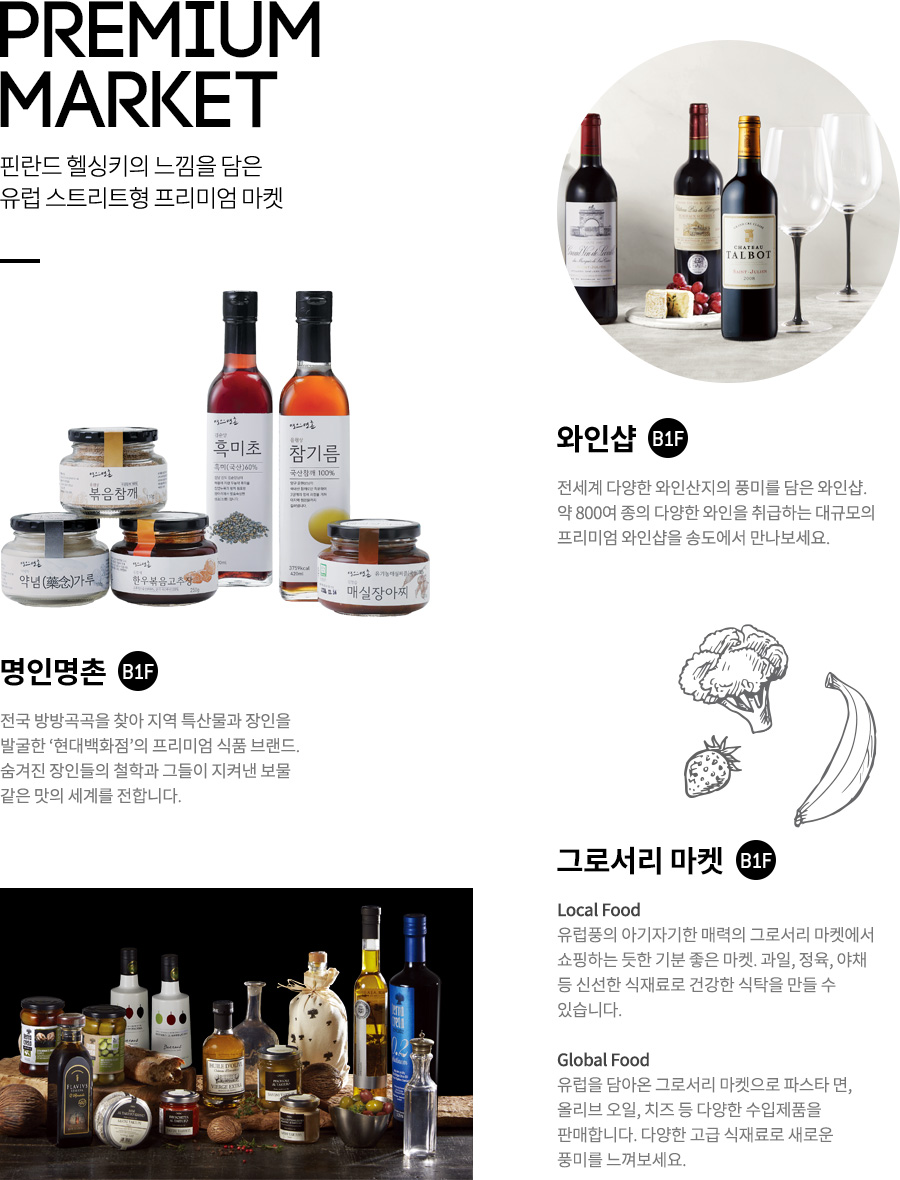 PREMIUM
MARKET
핀란드 헬싱키의 느낌을 담은
유럽 스트리트형 프리미엄 마켓
CHATEAU
TALBOT
SAINT-JULIEN
와인샵 B1F
전세계 다양한 와인산지의 풍미를 담은 와인샵.
약 800여 종의 다양한 와인을 취급하는 대규모의
프리미엄 와인샵을 송도에서 만나보세요.
흑미초
흑미(국산)60%
참기름
국산참깨 100%
볶음참깨
약념(藥念)가루
한우볶음고추장
매실장아찌
명인명촌 B1F
전국 방방곡곡을 찾아 지역 특산물과 장인을
발굴한 ‘현대백화점’의 프리미엄 식품 브랜드.
숨겨진 장인들의 철학과 그들이 지켜낸 보물
같은 맛의 세계를 전합니다.
그로서리 마켓 B1F
Local Food
유럽풍의 아기자기한 매력의 그로서리 마켓에서
쇼핑하는 듯한 기분 좋은 마켓. 과일, 정육, 야채
등 신선한 식재료로 건강한 식탁을 만들 수
있습니다.
Global Food
유럽을 담아온 그로서리 마켓으로 파스타 면,
올리브 오일, 치즈 등 다양한 수입제품을
판매합니다. 다양한 고급 식재료로 새로운
풍미를 느껴보세요.